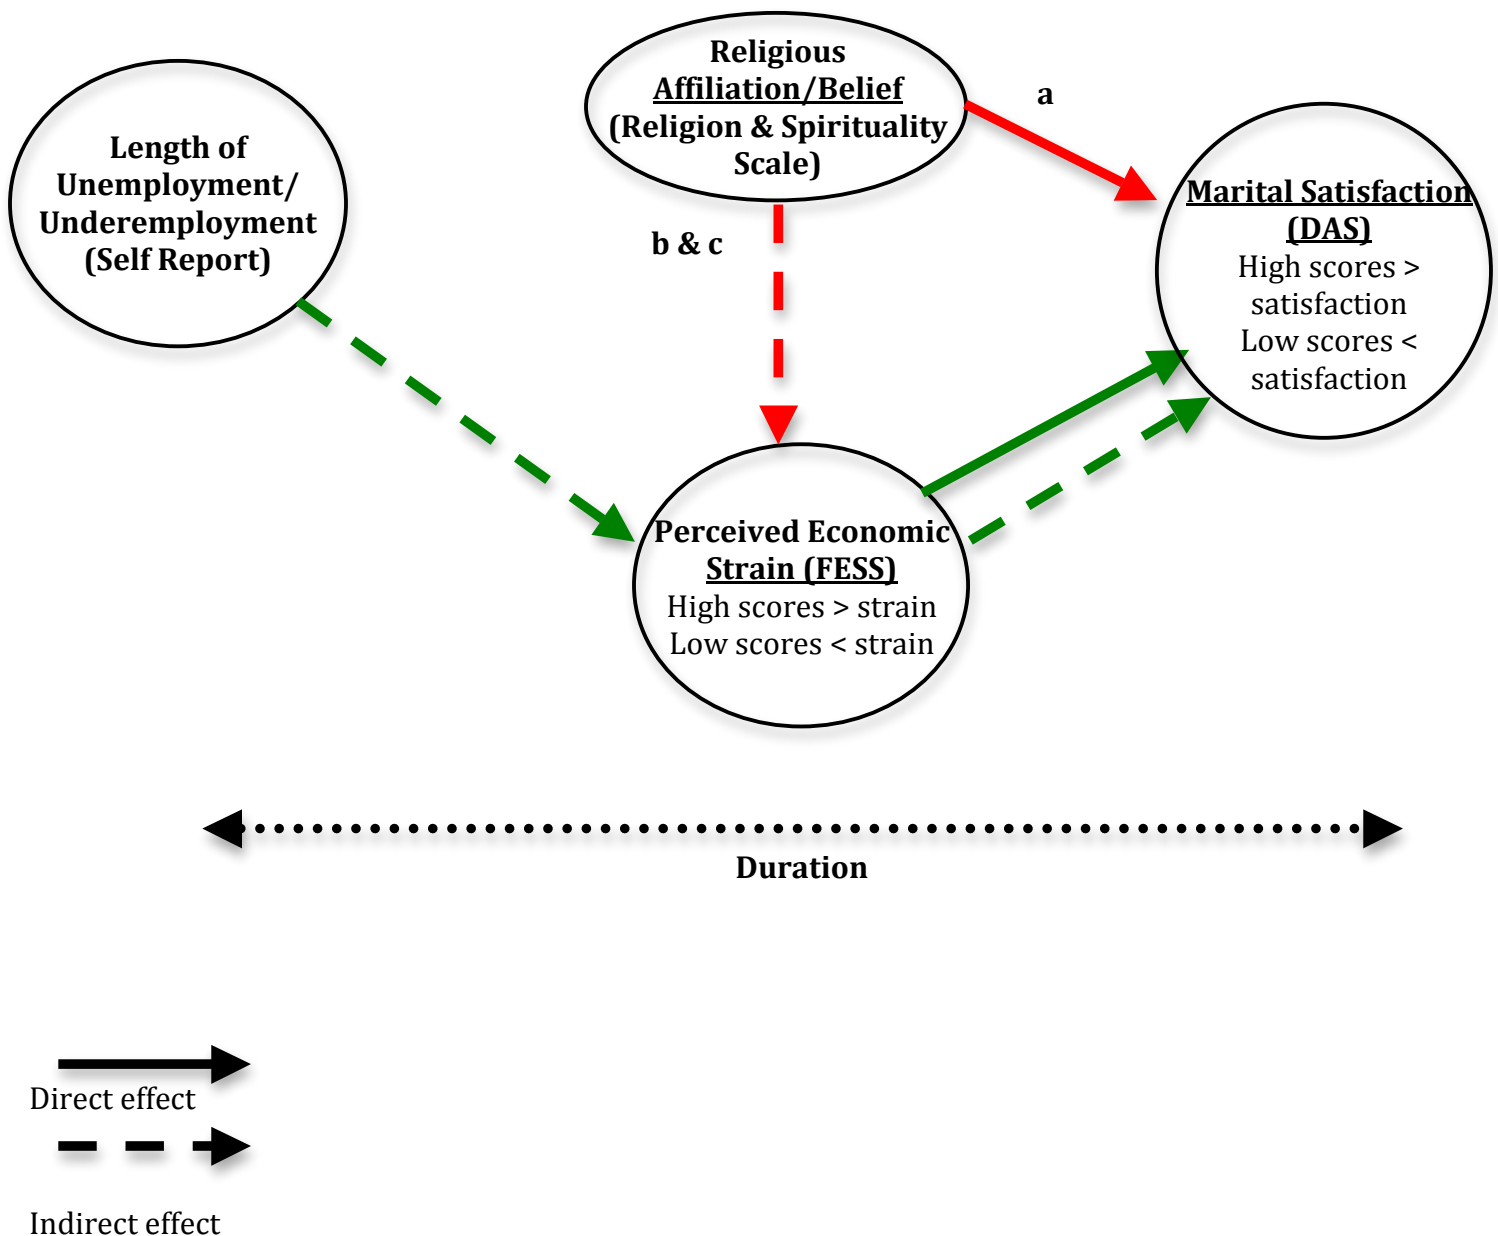 Length of
Unemployment/
Underemployment
(Self Report)
Religious
Affiliation/Belief
(Religion & Spirituality
Scale)
a
b & c
Marital Satisfaction
(DAS)
High scores >
satisfaction
Low scores <
satisfaction
Perceived Economic
Strain (FESS)
High scores > strain
Low scores < strain
Duration
Direct effect
Indirect effect